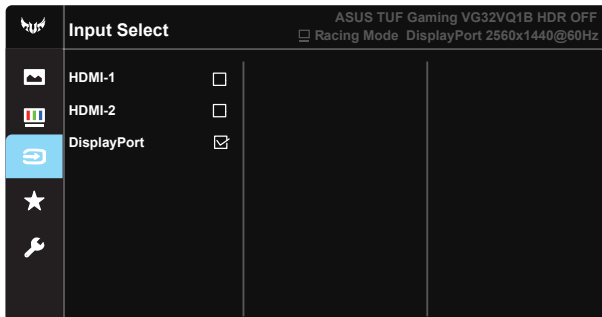 Input Select
ASUS TUF Gaming VG32VQ1B HDR OFF
Racing Mode DisplayPort 2560x1440@60Hz
HDMI-1
HDMI-2
DisplayPort